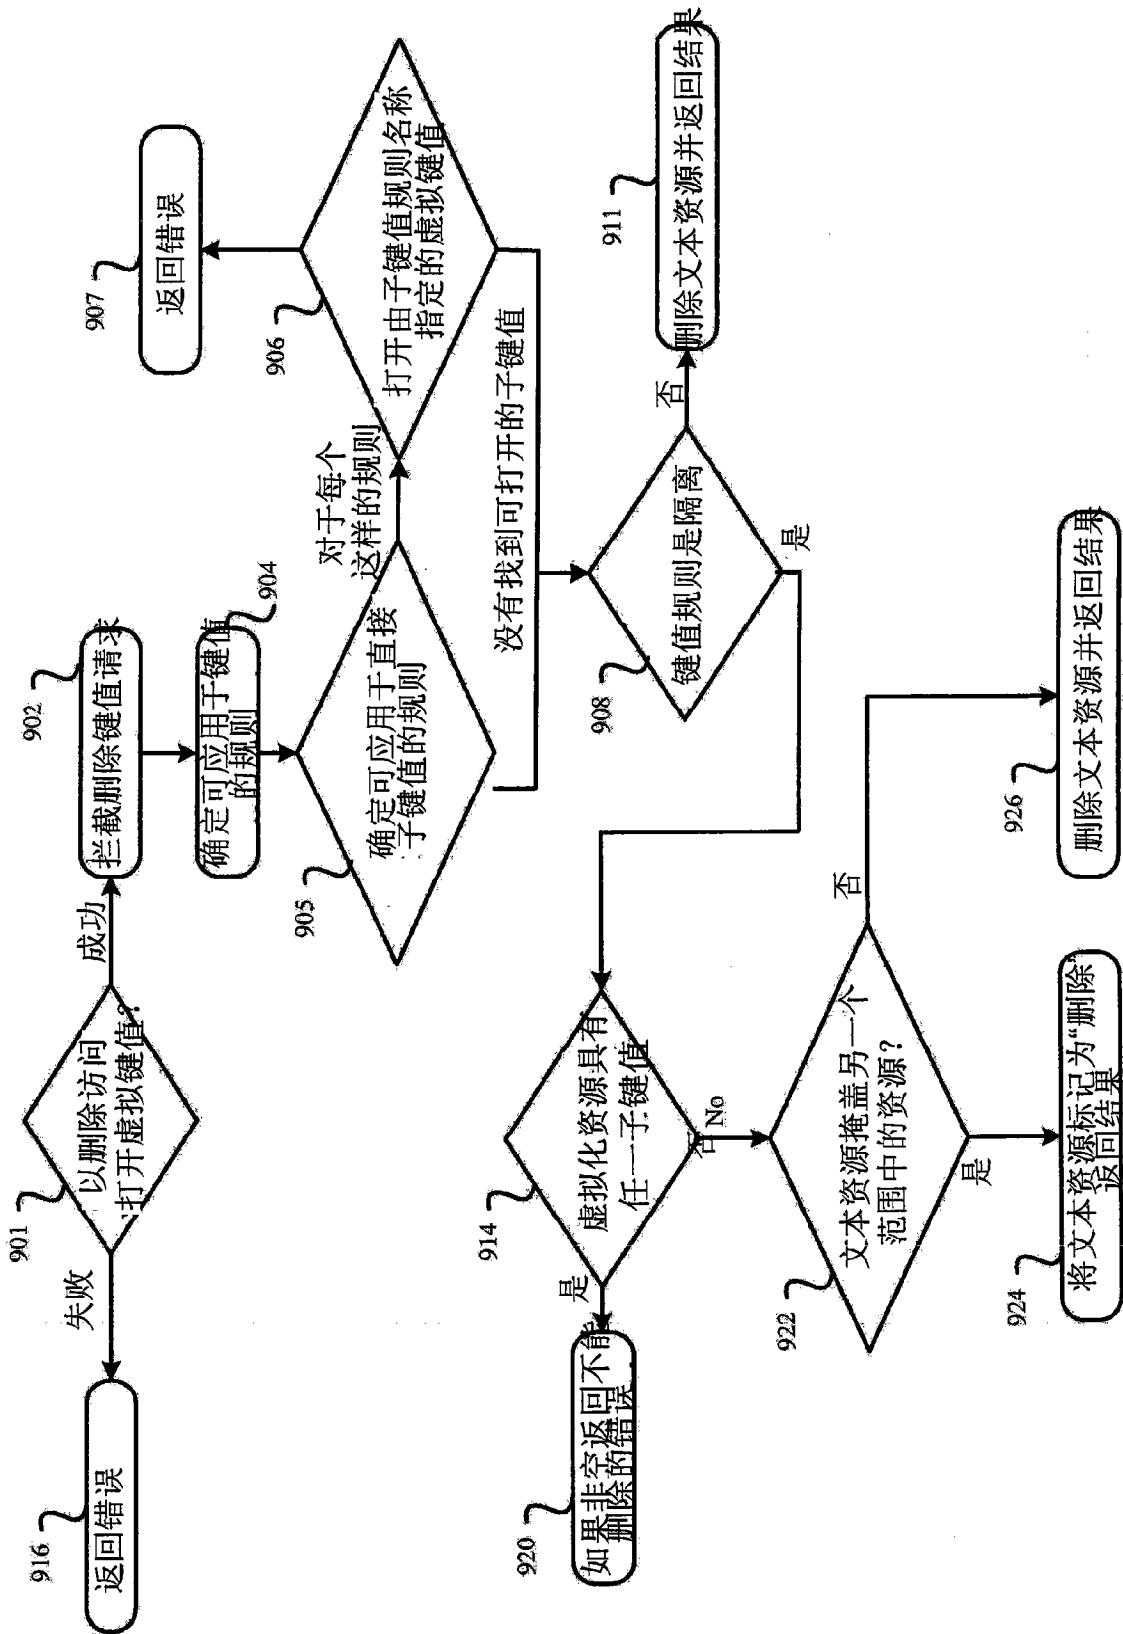 916
返回错误
失败
901
以删除访问
打开虚拟键值?
成功
902
拦截删除键值请求
904
确定可应用于键值
的规则
905
确定可应用于直接
子键值的规则
对于每个
这样的规则
906
打开由子键值规则名称
指定的虚拟键值
907
返回错误
没有找到可打开的子键值
908
键值规则是隔离
否
911
删除文本资源并返回结果
是
914
虚拟化资源具有
任一子键值
是
920
如果非空返回不能
删除的错误
否 No
922
文本资源掩盖另一个
范围中的资源?
是
924
将文本资源标记为“删除”
返回结果
否
926
删除文本资源并返回结果